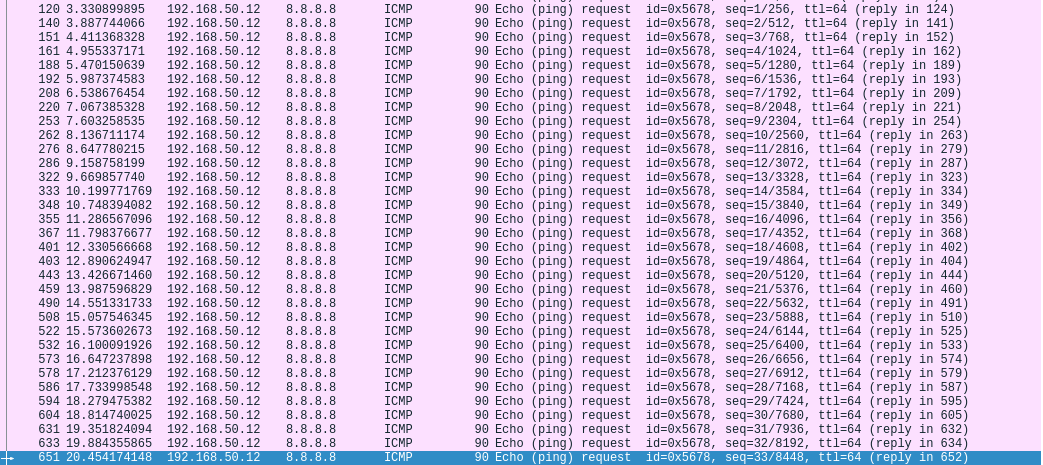 120 3.330899895 192.168.50.12 8.8.8.8 ICMP 90 Echo (ping) request id=0x5678, seq=1/256, ttl=64 (reply in 124)
140 3.887744066 192.168.50.12 8.8.8.8 ICMP 90 Echo (ping) request id=0x5678, seq=2/512, ttl=64 (reply in 141)
151 4.411368328 192.168.50.12 8.8.8.8 ICMP 90 Echo (ping) request id=0x5678, seq=3/768, ttl=64 (reply in 152)
161 4.955337171 192.168.50.12 8.8.8.8 ICMP 90 Echo (ping) request id=0x5678, seq=4/1024, ttl=64 (reply in 162)
188 5.470150639 192.168.50.12 8.8.8.8 ICMP 90 Echo (ping) request id=0x5678, seq=5/1280, ttl=64 (reply in 189)
192 5.987374583 192.168.50.12 8.8.8.8 ICMP 90 Echo (ping) request id=0x5678, seq=6/1536, ttl=64 (reply in 193)
208 6.538676454 192.168.50.12 8.8.8.8 ICMP 90 Echo (ping) request id=0x5678, seq=7/1792, ttl=64 (reply in 209)
220 7.067385328 192.168.50.12 8.8.8.8 ICMP 90 Echo (ping) request id=0x5678, seq=8/2048, ttl=64 (reply in 221)
253 7.603258535 192.168.50.12 8.8.8.8 ICMP 90 Echo (ping) request id=0x5678, seq=9/2304, ttl=64 (reply in 254)
262 8.136711174 192.168.50.12 8.8.8.8 ICMP 90 Echo (ping) request id=0x5678, seq=10/2560, ttl=64 (reply in 263)
276 8.647780215 192.168.50.12 8.8.8.8 ICMP 90 Echo (ping) request id=0x5678, seq=11/2816, ttl=64 (reply in 279)
286 9.158758199 192.168.50.12 8.8.8.8 ICMP 90 Echo (ping) request id=0x5678, seq=12/3072, ttl=64 (reply in 287)
322 9.669857740 192.168.50.12 8.8.8.8 ICMP 90 Echo (ping) request id=0x5678, seq=13/3328, ttl=64 (reply in 323)
333 10.199771769 192.168.50.12 8.8.8.8 ICMP 90 Echo (ping) request id=0x5678, seq=14/3584, ttl=64 (reply in 334)
348 10.748394082 192.168.50.12 8.8.8.8 ICMP 90 Echo (ping) request id=0x5678, seq=15/3840, ttl=64 (reply in 349)
355 11.286567096 192.168.50.12 8.8.8.8 ICMP 90 Echo (ping) request id=0x5678, seq=16/4096, ttl=64 (reply in 356)
367 11.798376677 192.168.50.12 8.8.8.8 ICMP 90 Echo (ping) request id=0x5678, seq=17/4352, ttl=64 (reply in 368)
401 12.330566668 192.168.50.12 8.8.8.8 ICMP 90 Echo (ping) request id=0x5678, seq=18/4608, ttl=64 (reply in 402)
403 12.890624947 192.168.50.12 8.8.8.8 ICMP 90 Echo (ping) request id=0x5678, seq=19/4864, ttl=64 (reply in 404)
443 13.426671460 192.168.50.12 8.8.8.8 ICMP 90 Echo (ping) request id=0x5678, seq=20/5120, ttl=64 (reply in 444)
459 13.987596829 192.168.50.12 8.8.8.8 ICMP 90 Echo (ping) request id=0x5678, seq=21/5376, ttl=64 (reply in 460)
490 14.551331733 192.168.50.12 8.8.8.8 ICMP 90 Echo (ping) request id=0x5678, seq=22/5632, ttl=64 (reply in 491)
508 15.057546345 192.168.50.12 8.8.8.8 ICMP 90 Echo (ping) request id=0x5678, seq=23/5888, ttl=64 (reply in 510)
522 15.573602673 192.168.50.12 8.8.8.8 ICMP 90 Echo (ping) request id=0x5678, seq=24/6144, ttl=64 (reply in 525)
532 16.100091926 192.168.50.12 8.8.8.8 ICMP 90 Echo (ping) request id=0x5678, seq=25/6400, ttl=64 (reply in 533)
573 16.647237898 192.168.50.12 8.8.8.8 ICMP 90 Echo (ping) request id=0x5678, seq=26/6656, ttl=64 (reply in 574)
578 17.212376129 192.168.50.12 8.8.8.8 ICMP 90 Echo (ping) request id=0x5678, seq=27/6912, ttl=64 (reply in 579)
586 17.733998548 192.168.50.12 8.8.8.8 ICMP 90 Echo (ping) request id=0x5678, seq=28/7168, ttl=64 (reply in 587)
594 18.279475382 192.168.50.12 8.8.8.8 ICMP 90 Echo (ping) request id=0x5678, seq=29/7424, ttl=64 (reply in 595)
604 18.814740025 192.168.50.12 8.8.8.8 ICMP 90 Echo (ping) request id=0x5678, seq=30/7680, ttl=64 (reply in 605)
631 19.351824094 192.168.50.12 8.8.8.8 ICMP 90 Echo (ping) request id=0x5678, seq=31/7936, ttl=64 (reply in 632)
633 19.884355865 192.168.50.12 8.8.8.8 ICMP 90 Echo (ping) request id=0x5678, seq=32/8192, ttl=64 (reply in 634)
651 20.454174148 192.168.50.12 8.8.8.8 ICMP 90 Echo (ping) request id=0x5678, seq=33/8448, ttl=64 (reply in 652)